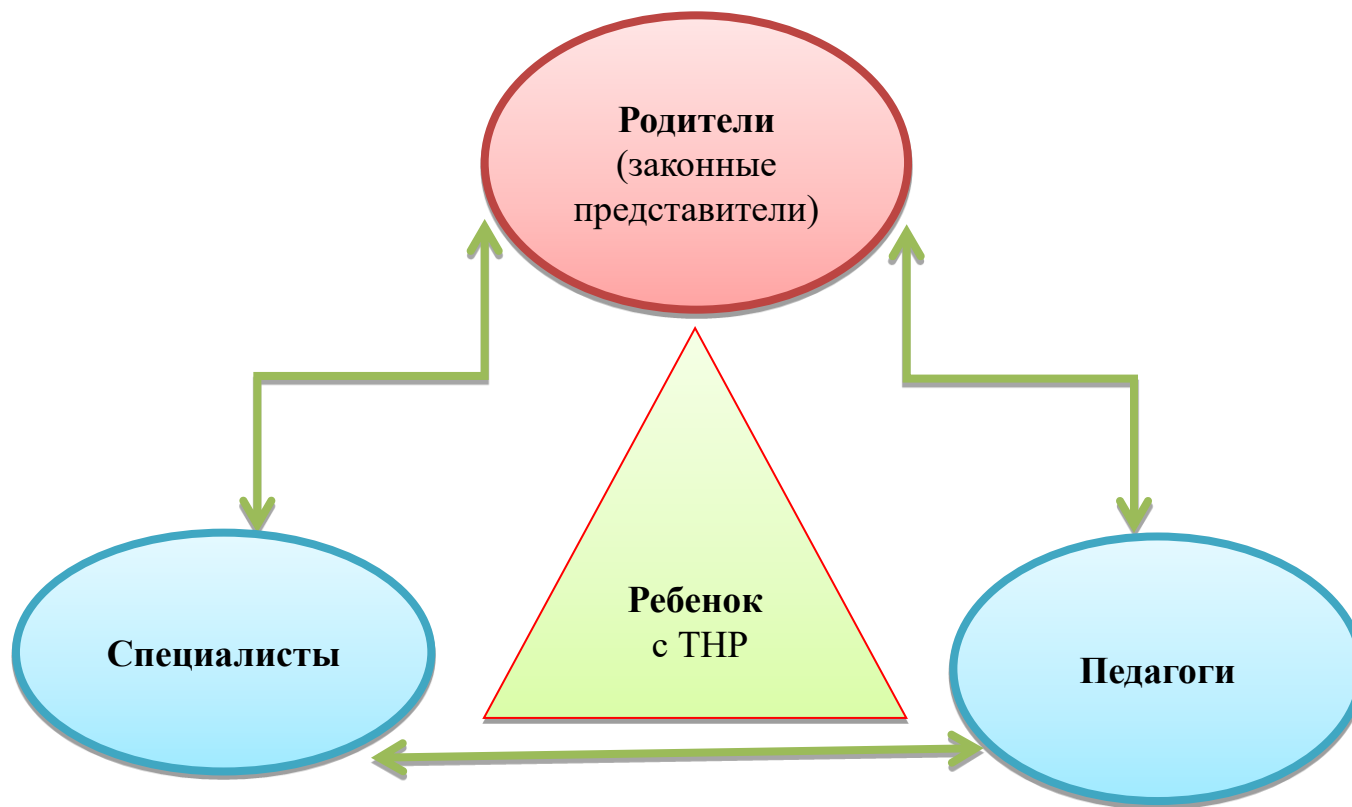 Родители
(законные
представители)
Ребенок
с ТНР
Специалисты
Педагоги